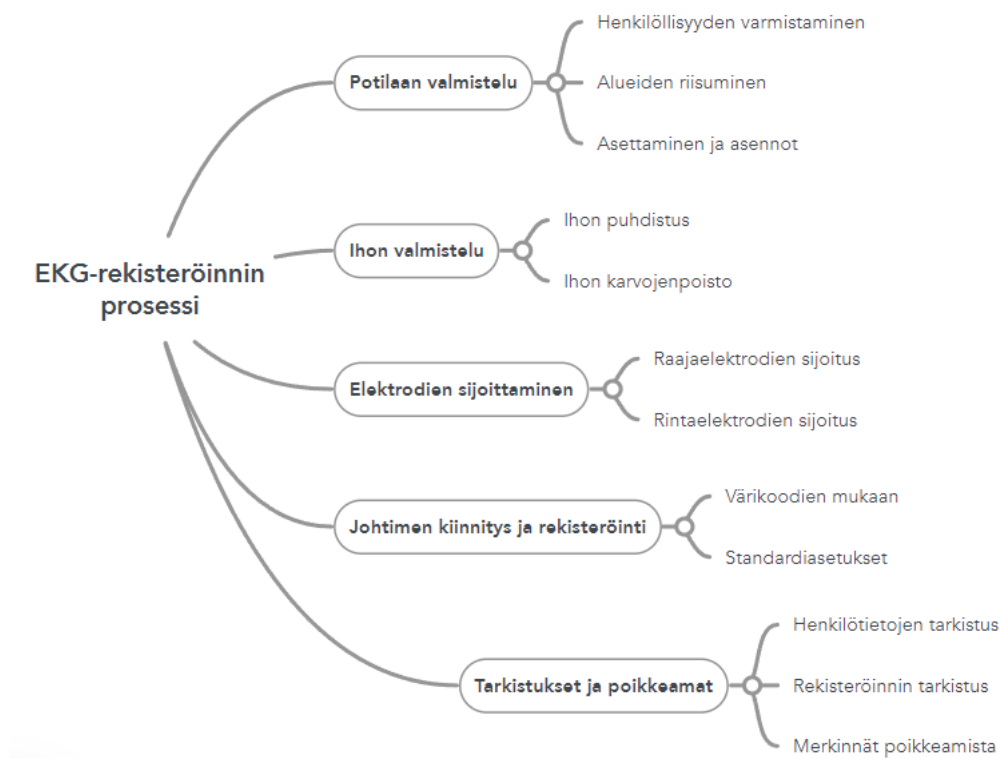 EKG-rekisteröinnin
prosessi
Potilaan valmistelu
Henkilöllisyyden varmistaminen
Alueiden riisuminen
Asettaminen ja asennot
Ihon valmistelu
Ihon puhdistus
Ihon karvojenpoisto
Elektrodien sijoittaminen
Raajaelektrodien sijoitus
Rintaelektrodien sijoitus
Johtimen kiinnitys ja rekisteröinti
Värikoodien mukaan
Standardiasetukset
Tarkistukset ja poikkeamat
Henkilötietojen tarkistus
Rekisteröinnin tarkistus
Merkinnät poikkeamista